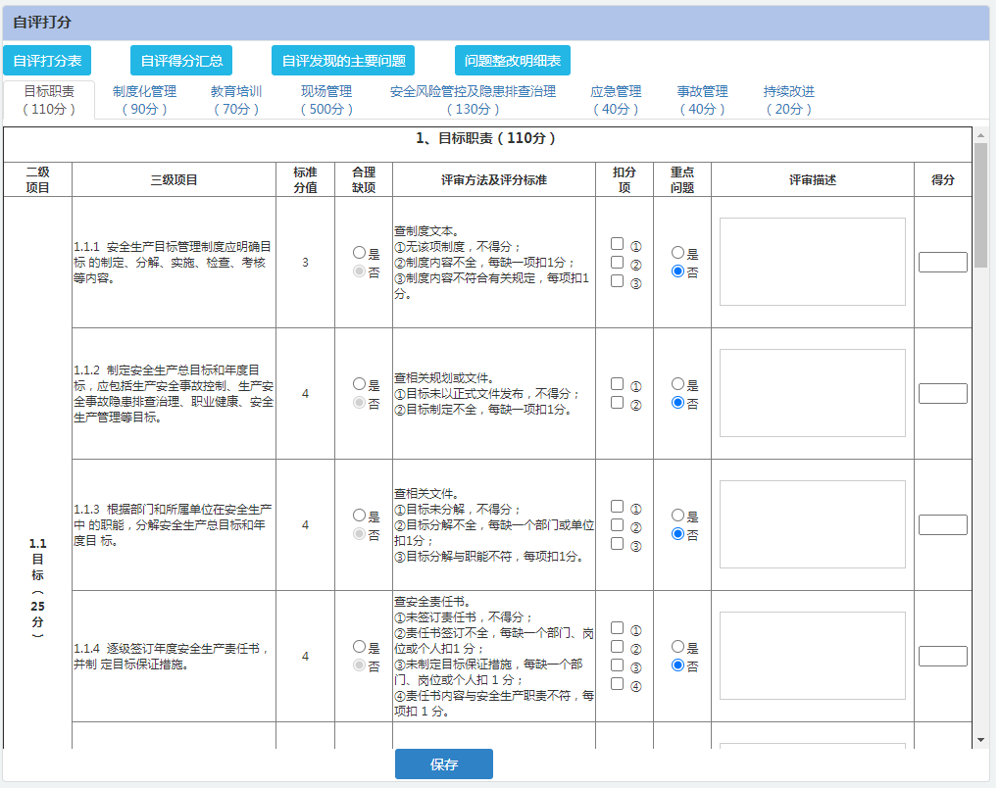 自评打分
自评打分表 自评得分汇总 自评发现的主要问题 问题整改明细表
目标职责 制度化管理 教育培训 现场管理 安全风险管控及隐患排查治理 应急管理 事故管理 持续改进
（110分） （90分） （70分） （500分） （130分） （40分） （40分） （20分）
1、目标职责（110分）
二级项目 三级项目 标准分值 合理缺项 评审方法及评分标准 扣分项 重点问题 评审描述 得分
1.1
目
标
（
25
分
）
1.1.1 安全生产目标管理制度应明确目
标 的制定、分解、实施、检查、考核
等内容。
3
是
否
查制度文本。
①无该项制度，不得分；
②制度内容不全，每缺一项扣1分；
③制度内容不符合有关规定，每项扣1
分。
①
②
③
是
否
1.1.2 制定安全生产总目标和年度目
标，应包括生产安全事故控制、生产安
全事故隐患排查治理、职业健康、安全
生产管理等目标。
4
是
否
查相关规划或文件。
①目标未以正式文件发布，不得分；
②目标制定不全，每缺一项扣1分。
①
②
是
否
1.1.3 根据部门和所属单位在安全生产
中 的职能，分解安全生产总目标和年
度目 标。
4
是
否
查相关文件。
①目标未分解，不得分；
②目标分解不全，每缺一个部门或单位
扣1分；
③目标分解与职能不符，每项扣1分。
①
②
③
是
否
1.1.4 逐级签订年度安全生产责任书，
并制 定目标保证措施。
4
是
否
查安全责任书。
①未签订责任书，不得分；
②责任书签订不全，每缺一个部门、岗
位或个人扣1 分；
③未制定目标保证措施，每缺一个部
门、岗位或个人扣 1 分；
④责任书内容与安全生产职责不符，每
项扣 1 分。
①
②
③
④
是
否
保存